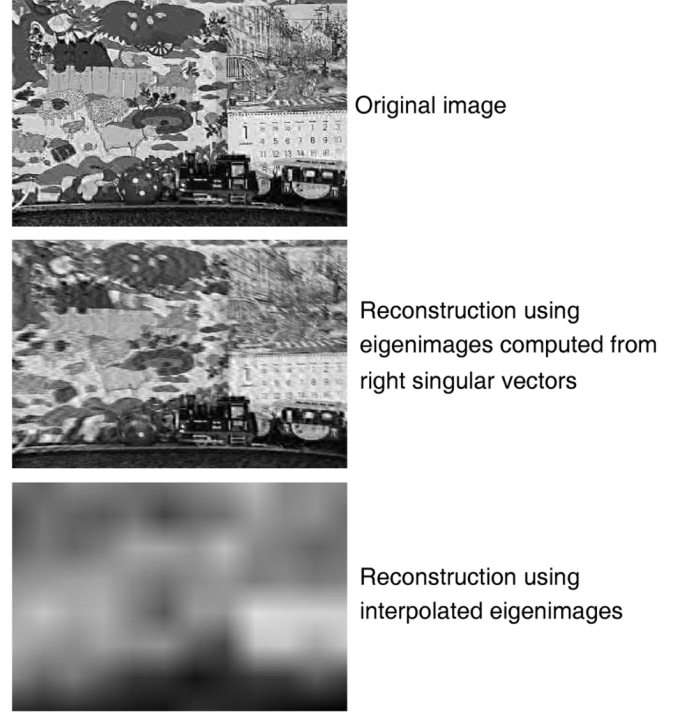 Original image
Reconstruction using
eigenimages computed from
right singular vectors
Reconstruction using
interpolated eigenimages